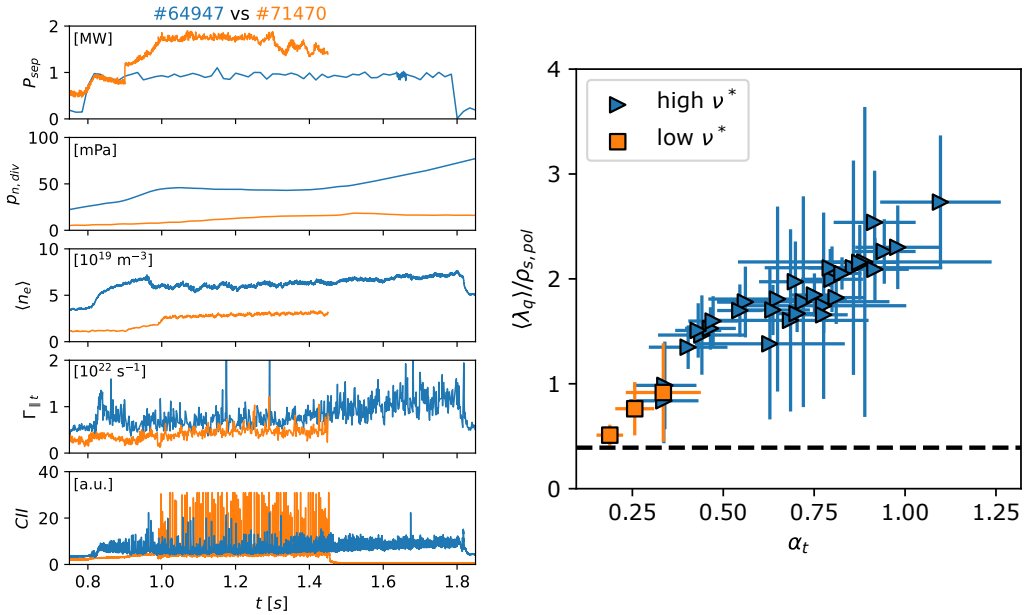 #64947 vs #71470
[MW]
P_sep
0
1
2
[mPa]
p_n,div
0
50
100
[10^19 m^−3]
⟨n_e⟩
0
5
10
[10^22 s^−1]
Γ_∥t
0
1
2
[a.u.]
CII
0
20
40
0.8 1.0 1.2 1.4 1.6 1.8
t [s]
high ν*
low ν*
⟨λ_q⟩/ρ_s,pol
0
1
2
3
4
0.25 0.50 0.75 1.00 1.25
α_t